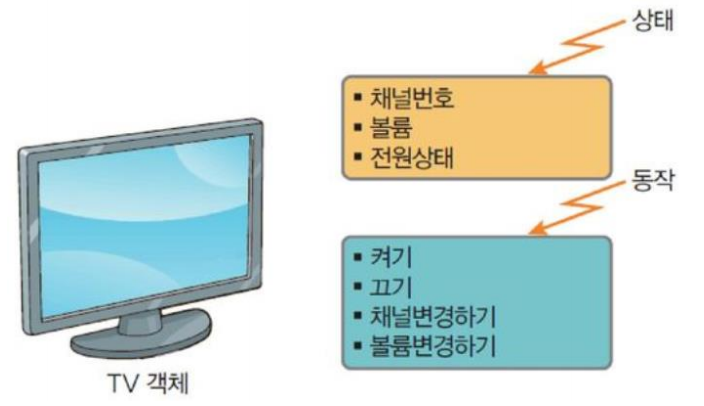 상태
▪ 채널번호
▪ 볼륨
▪ 전원상태
동작
▪ 켜기
▪ 끄기
▪ 채널변경하기
▪ 볼륨변경하기
TV 객체